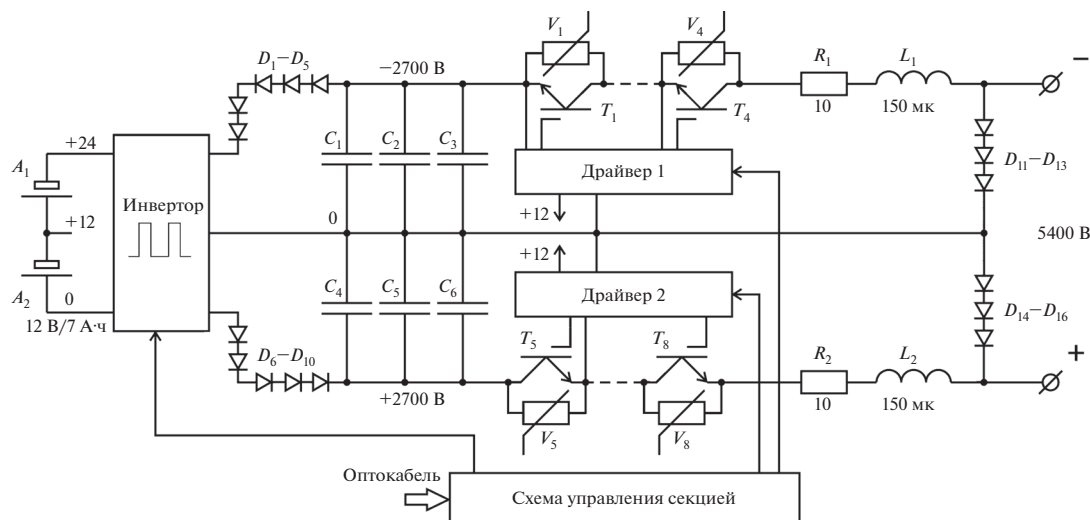 V₁
V₄
D₁–D₅
−2700 В
R₁
L₁
−
10
150 мк
T₁
T₄
+24
A₁
C₁
C₂
C₃
Драйвер 1
D₁₁–D₁₃
Инвертор
+12
0
+12
5400 В
+12
A₂
0
12 В/7 А·ч
C₄
C₅
C₆
Драйвер 2
D₁₄–D₁₆
D₆–D₁₀
T₅
T₈
R₂
L₂
+
+2700 В
10
150 мк
V₅
V₈
Оптокабель
Схема управления секцией